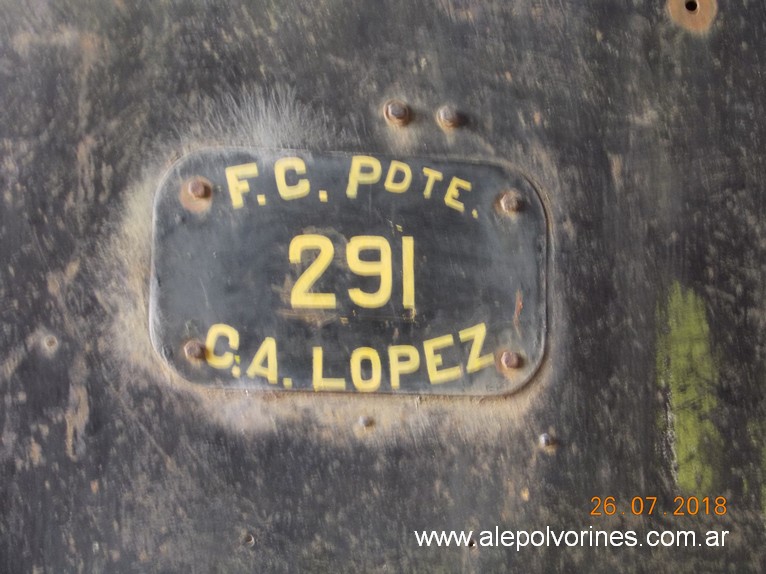 F.C. PDTE.
291
C.A. LOPEZ
26.07.2018
www.alepolvorines.com.ar